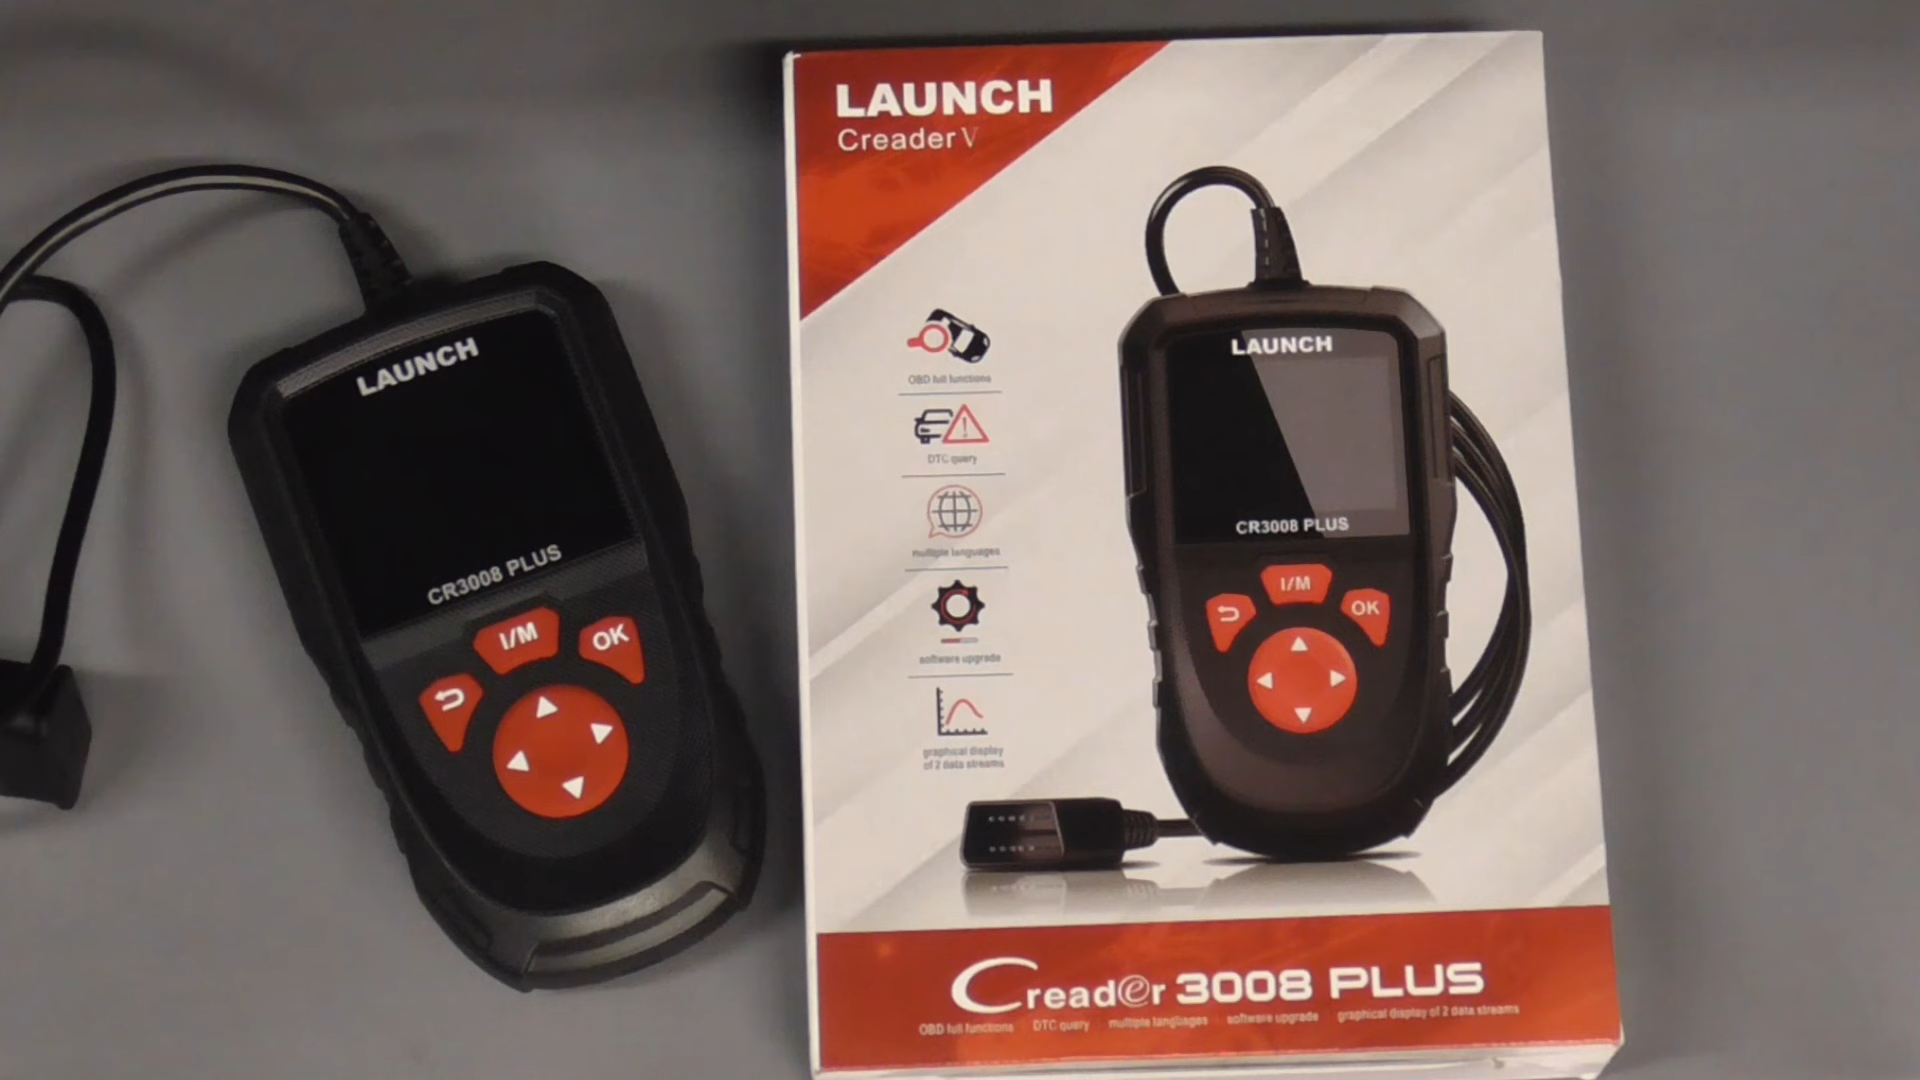 LAUNCH
CR3008 PLUS
I/M
OK
LAUNCH
Creader V
OBD full functions
DTC query
multiple languages
software upgrade
graphical display
of 2 data streams
LAUNCH
CR3008 PLUS
I/M
OK
Creader 3008 PLUS
OBD full functions DTC query multiple languages software upgrade graphical display of 2 data streams